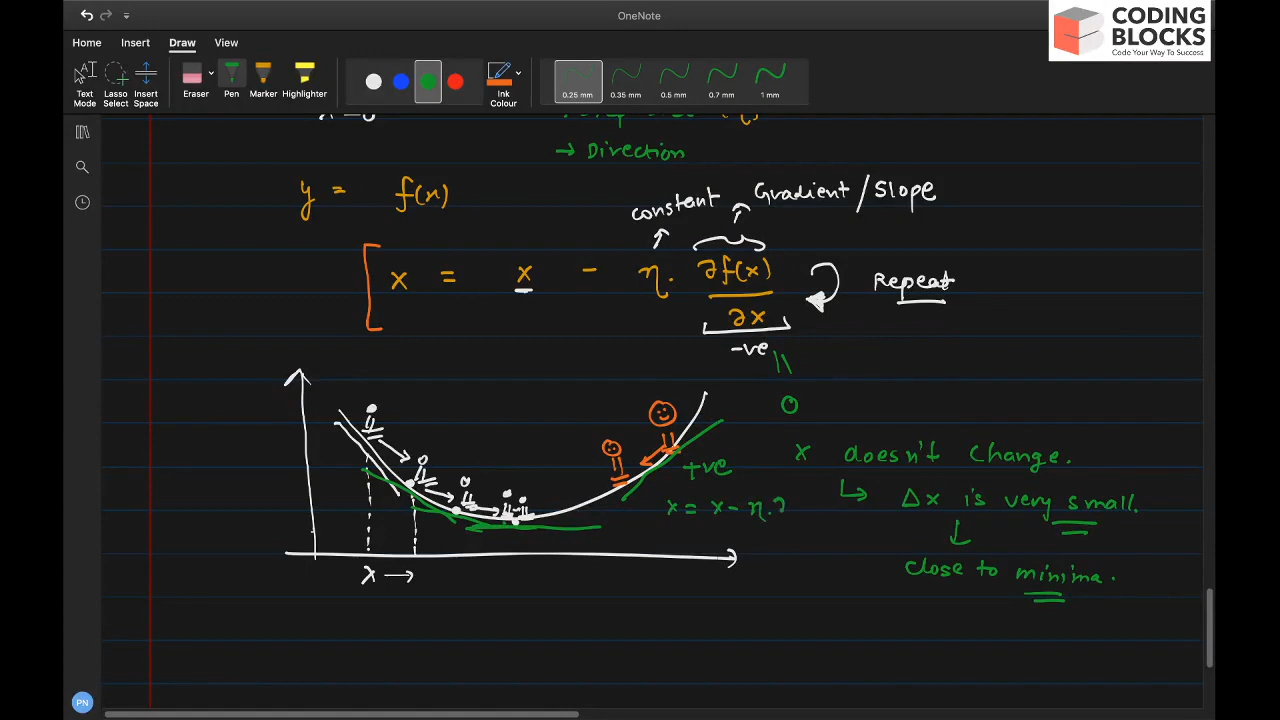 OneNote
CODING
BLOCKS
Code Your Way To Success
Home Insert Draw View
Text Mode
Lasso Select
Insert Space
Eraser
Pen
Marker
Highlighter
Ink Colour
0.25 mm 0.35 mm 0.5 mm 0.7 mm 1 mm
→ Direction
y = f(x)
constant Gradient / Slope
x = x - η. ∂f(x)
∂x
Repeat
-ve
||
0
+ve
x = x - η.
x →
x doesn't change.
↳ Δx is very small.
↓
close to minima.
PN